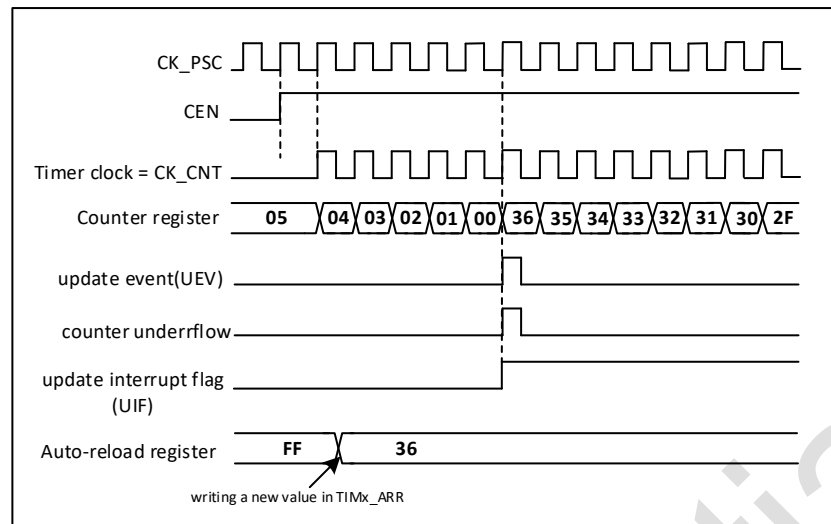 CK_PSC
CEN
Timer clock = CK_CNT
Counter register 05 04 03 02 01 00 36 35 34 33 32 31 30 2F
update event(UEV)
counter underrflow
update interrupt flag
(UIF)
Auto-reload register FF 36
writing a new value in TIMx_ARR